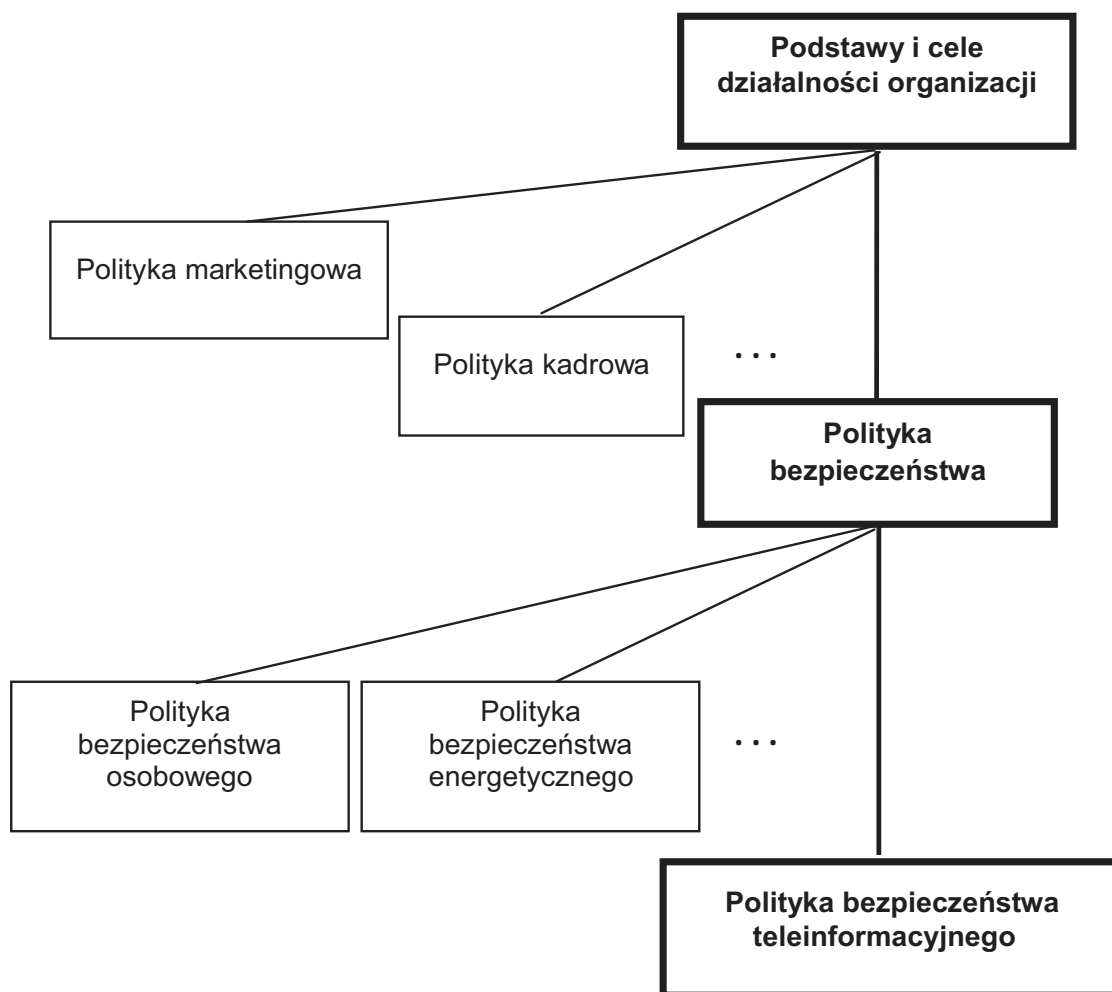 Podstawy i cele
działalności organizacji
Polityka marketingowa
Polityka kadrowa
...
Polityka
bezpieczeństwa
Polityka
bezpieczeństwa
osobowego
Polityka
bezpieczeństwa
energetycznego
...
Polityka bezpieczeństwa
teleinformacyjnego